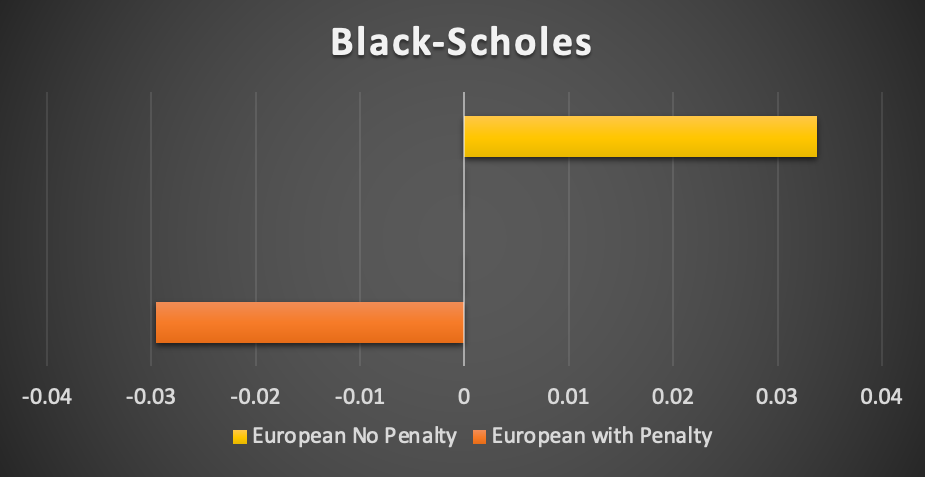 Black-Scholes
-0.04 -0.03 -0.02 -0.01 0 0.01 0.02 0.03 0.04
European No Penalty European with Penalty